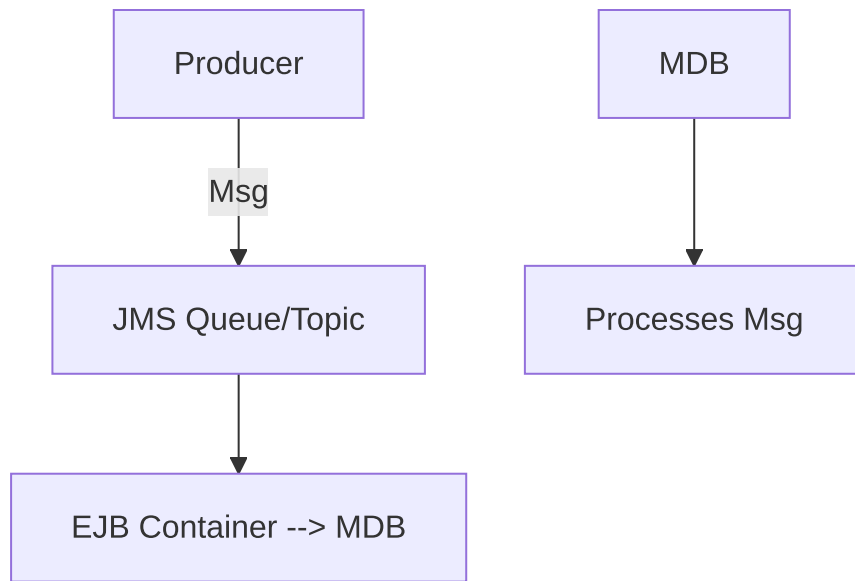 Producer
MDB
Msg
JMS Queue/Topic
Processes Msg
EJB Container --> MDB